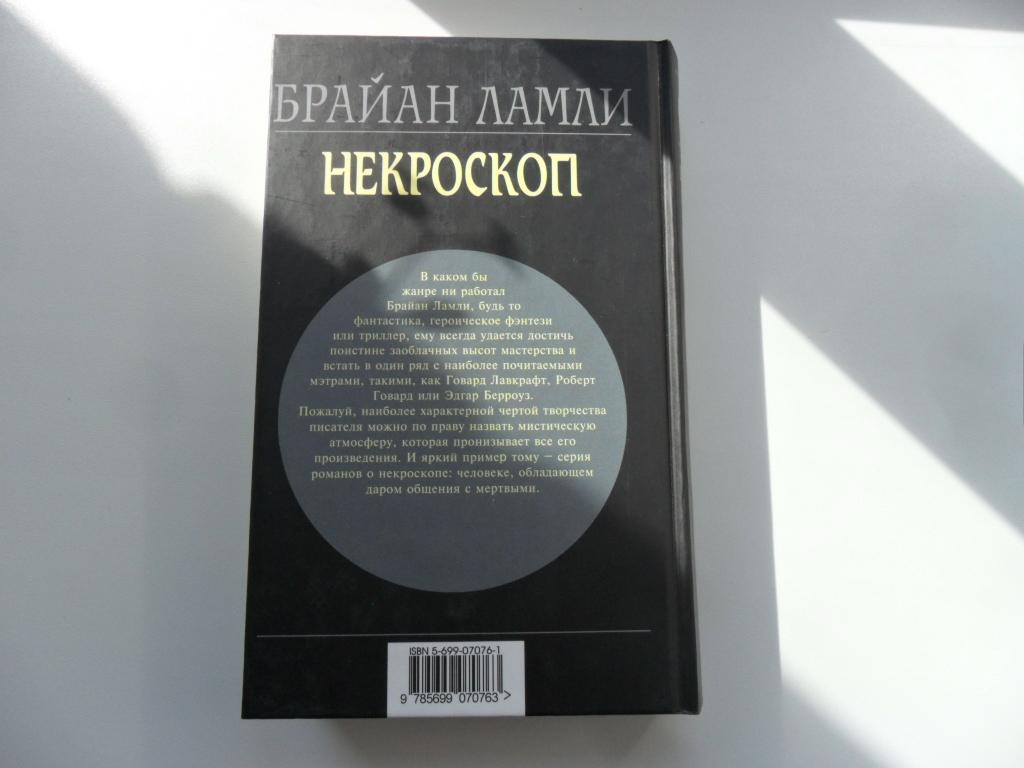 БРАЙАН ЛАМЛИ
НЕКРОСКОП
В каком бы
жанре ни работал
Брайан Ламли, будь то
фантастика, героическое фэнтези
или триллер, ему всегда удается достичь
поистине заоблачных высот мастерства и
встать в один ряд с наиболее почитаемыми
мэтрами, такими, как Говард Лавкрафт, Роберт
Говард или Эдгар Берроуз.
Пожалуй, наиболее характерной чертой творчества
писателя можно по праву назвать мистическую
атмосферу, которая пронизывает все его
произведения. И яркий пример тому – серия
романов о некроскопе: человеке, обладающем
даром общения с мертвыми.
ISBN 5-699-07076-1
9 785699 070763 >